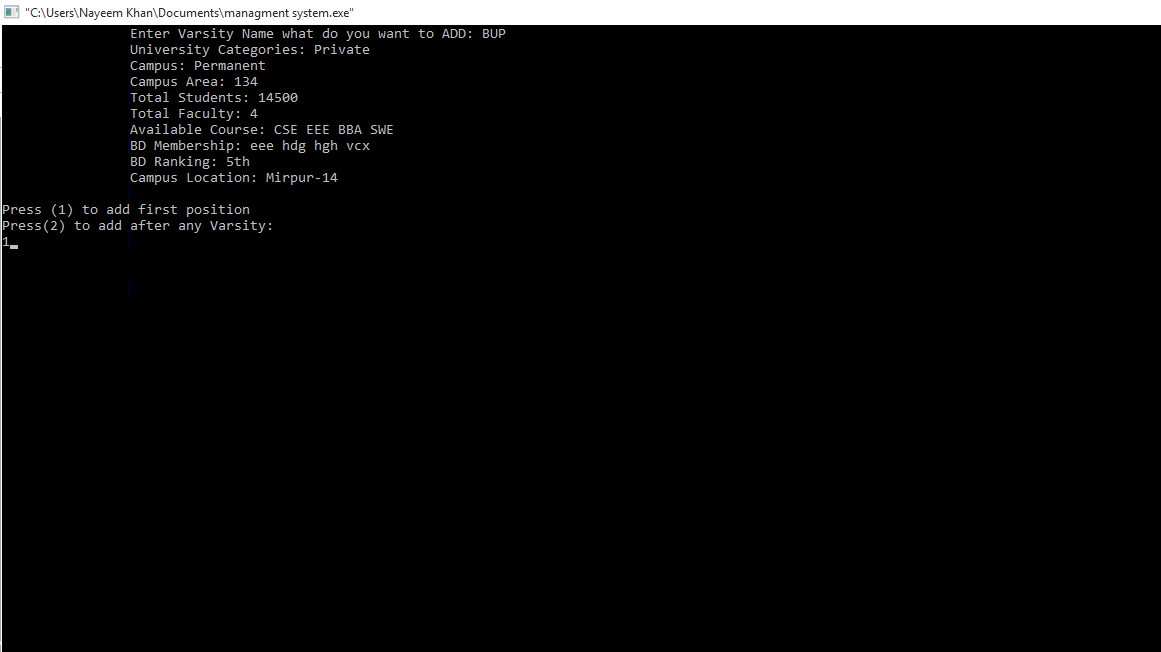 "C:\Users\Nayeem Khan\Documents\managment system.exe"
Enter Varsity Name what do you want to ADD: BUP
University Categories: Private
Campus: Permanent
Campus Area: 134
Total Students: 14500
Total Faculty: 4
Available Course: CSE EEE BBA SWE
BD Membership: eee hdg hgh vcx
BD Ranking: 5th
Campus Location: Mirpur-14
Press (1) to add first position
Press(2) to add after any Varsity:
1